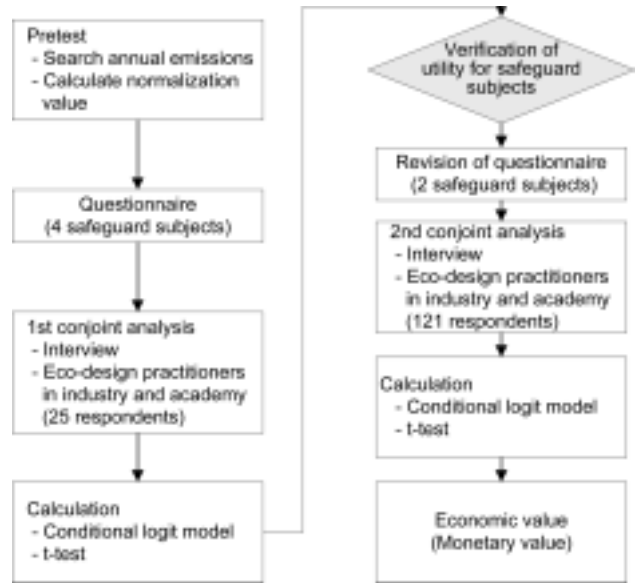 Pretest
- Search annual emissions
- Calculate normalization
value
Questionnaire
(4 safeguard subjects)
1st conjoint analysis
- Interview
- Eco-design practitioners
in industry and academy
(25 respondents)
Calculation
- Conditional logit model
- t-test
Verification of
utility for safeguard
subjects
Revision of questionnaire
(2 safeguard subjects)
2nd conjoint analysis
- Interview
- Eco-design practitioners
in industry and academy
(121 respondents)
Calculation
- Conditional logit model
- t-test
Economic value
(Monetary value)